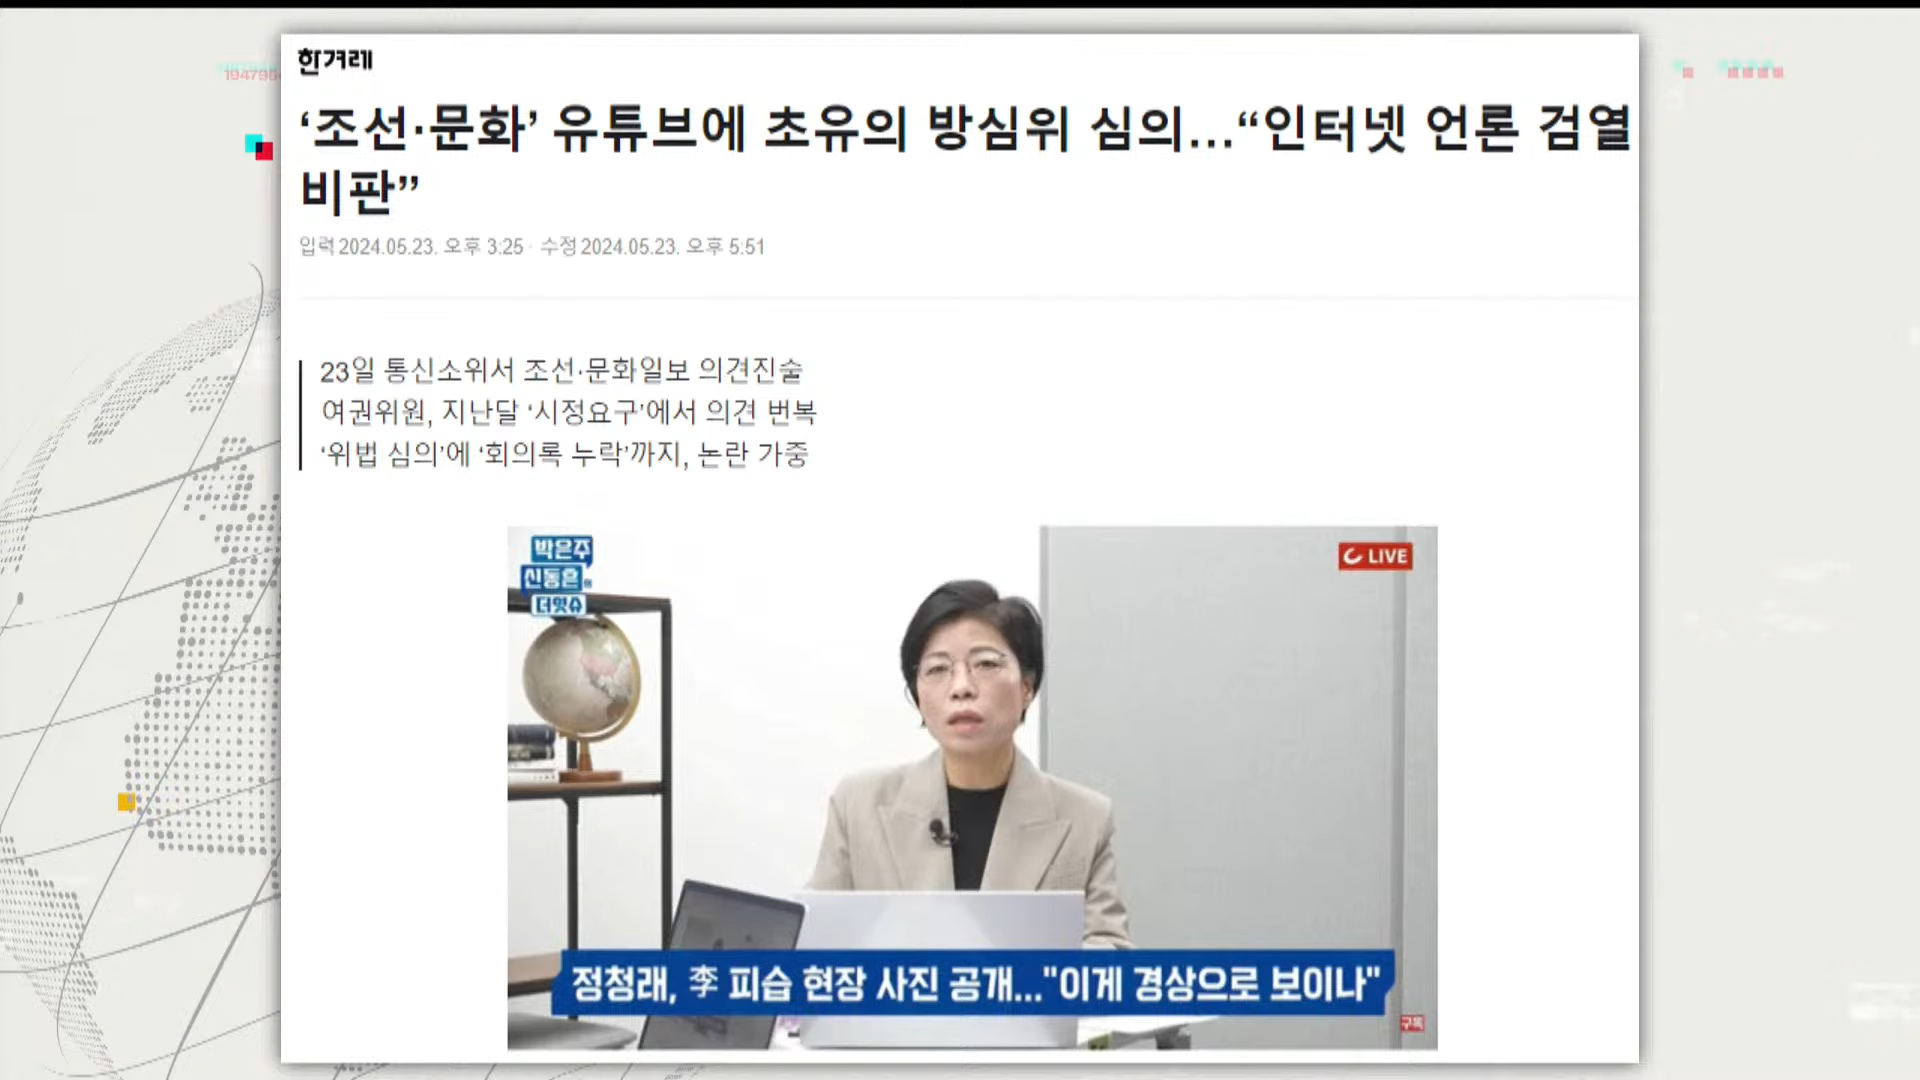 한겨레
‘조선·문화’ 유튜브에 초유의 방심위 심의…“인터넷 언론 검열
비판”
입력 2024.05.23. 오후 3:25 · 수정 2024.05.23. 오후 5:51
23일 통신소위서 조선·문화일보 의견진술
여권위원, 지난달 ‘시정요구’에서 의견 번복
‘위법 심의’에 ‘회의록 누락’까지, 논란 가중
박은주
신동흔의
더잇슈
LIVE
정청래, 李 피습 현장 사진 공개..."이게 경상으로 보이나"
구독